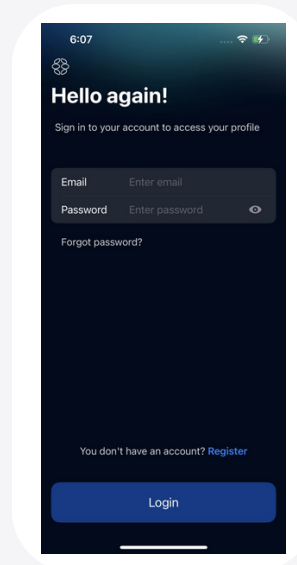 6:07
Hello again!
Sign in to your account to access your profile
Email Enter email
Password Enter password
Forgot password?
You don't have an account? Register
Login